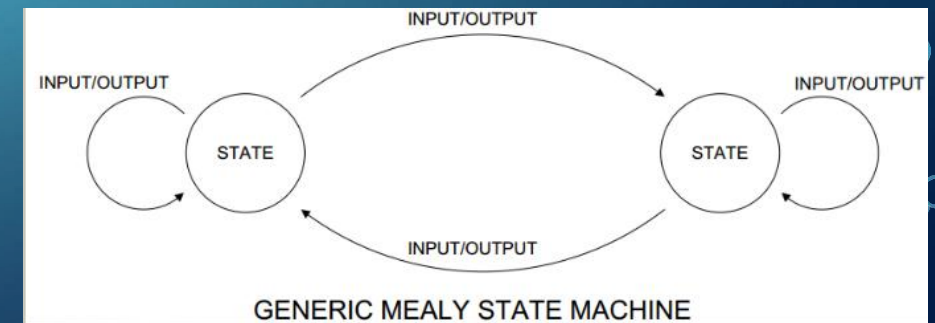 INPUT/OUTPUT
INPUT/OUTPUT
INPUT/OUTPUT
STATE
STATE
INPUT/OUTPUT
GENERIC MEALY STATE MACHINE